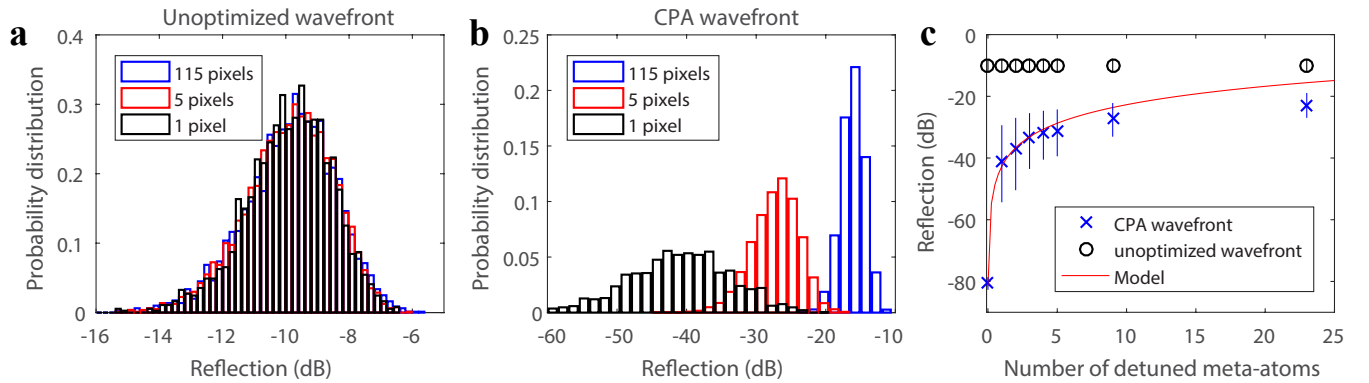 a
Unoptimized wavefront
Probability distribution
0.4
0.3
0.2
0.1
0
115 pixels
5 pixels
1 pixel
-16
-14
-12
-10
-8
-6
Reflection (dB)
b
CPA wavefront
Probability distribution
0.25
0.20
0.15
0.10
0.05
0
115 pixels
5 pixels
1 pixel
-60
-50
-40
-30
-20
-10
Reflection (dB)
c
Reflection (dB)
0
-20
-40
-60
-80
CPA wavefront
unoptimized wavefront
Model
0
5
10
15
20
25
Number of detuned meta-atoms